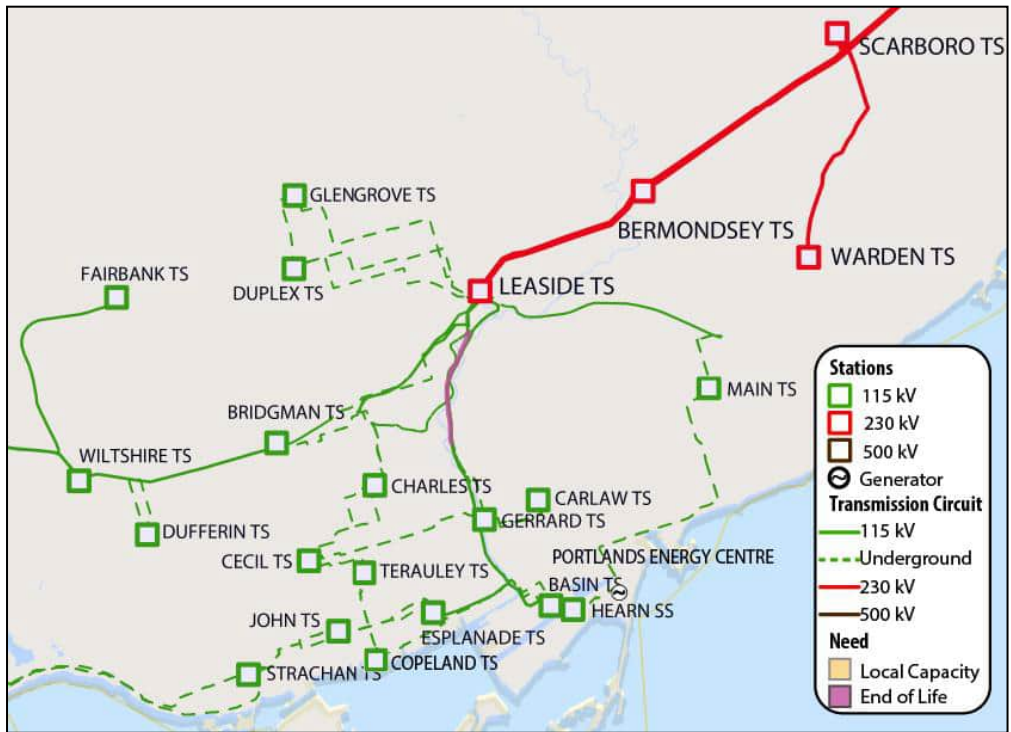 SCARBORO TS
GLENGROVE TS
BERMONDSEY TS
WARDEN TS
FAIRBANK TS
DUPLEX TS
LEASIDE TS
MAIN TS
BRIDGMAN TS
WILTSHIRE TS
CHARLES TS
CARLAW TS
GERRARD TS
DUFFERIN TS
CECIL TS
TERAULEY TS
PORTLANDS ENERGY CENTRE
BASIN TS
HEARN SS
JOHN TS
ESPLANADE TS
COPELAND TS
STRACHAN TS
Stations
115 kV
230 kV
500 kV
Generator
Transmission Circuit
115 kV
Underground
230 kV
500 kV
Need
Local Capacity
End of Life